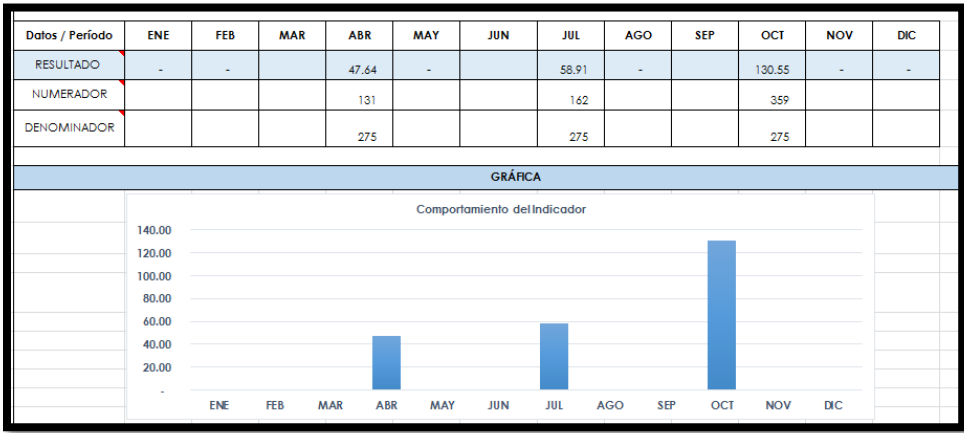 Datos / Período ENE FEB MAR ABR MAY JUN JUL AGO SEP OCT NOV DIC
RESULTADO - - 47.64 - 58.91 - 130.55 - -
NUMERADOR 131 162 359
DENOMINADOR 275 275 275
GRÁFICA
Comportamiento del Indicador
140.00
120.00
100.00
80.00
60.00
40.00
20.00
-
ENE FEB MAR ABR MAY JUN JUL AGO SEP OCT NOV DIC